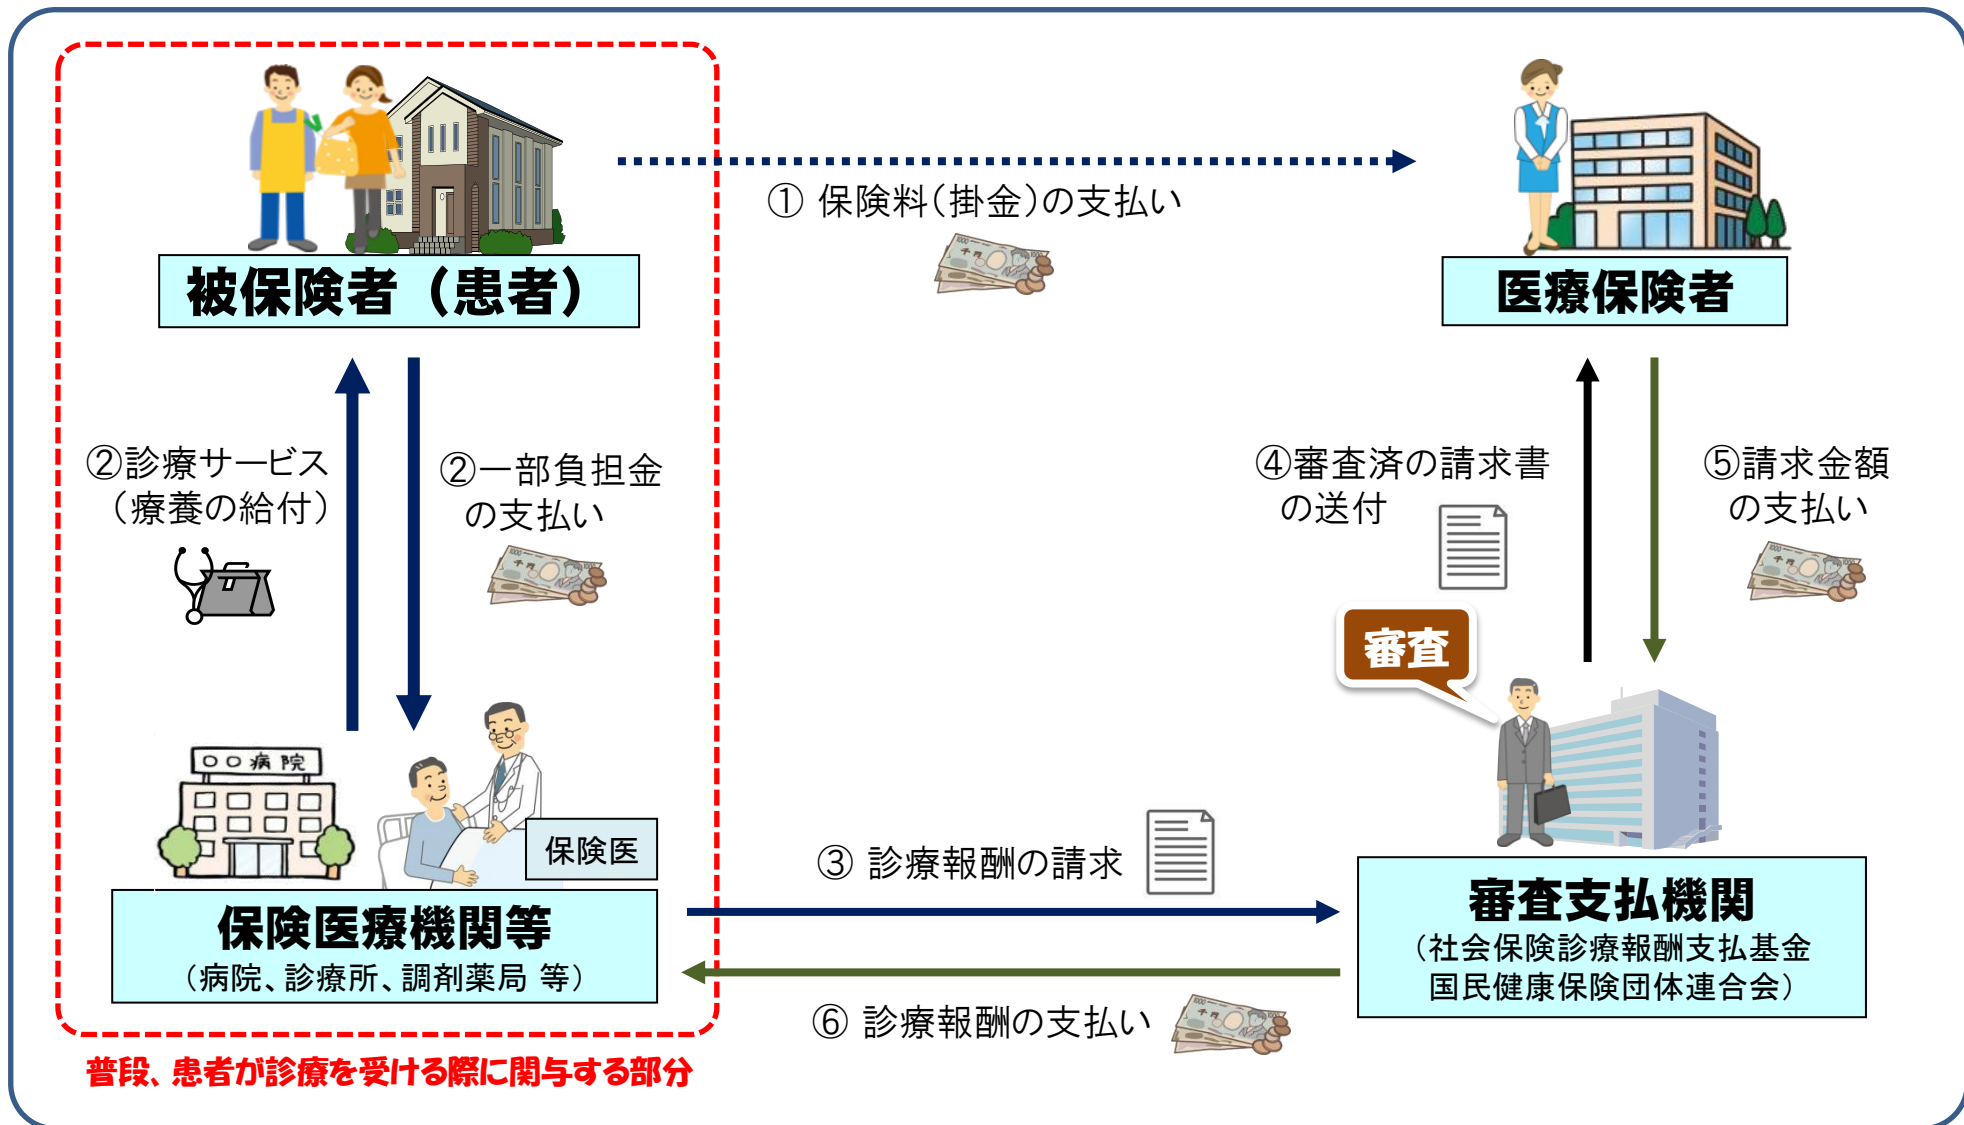 ① 保険料(掛金)の支払い
被保険者（患者）
医療保険者
②診療サービス
（療養の給付）
②一部負担金
の支払い
④審査済の請求書
の送付
⑤請求金額
の支払い
審査
〇〇病院
保険医
③ 診療報酬の請求
保険医療機関等
（病院、診療所、調剤薬局 等）
審査支払機関
（社会保険診療報酬支払基金
国民健康保険団体連合会）
⑥ 診療報酬の支払い
普段、患者が診療を受ける際に関与する部分